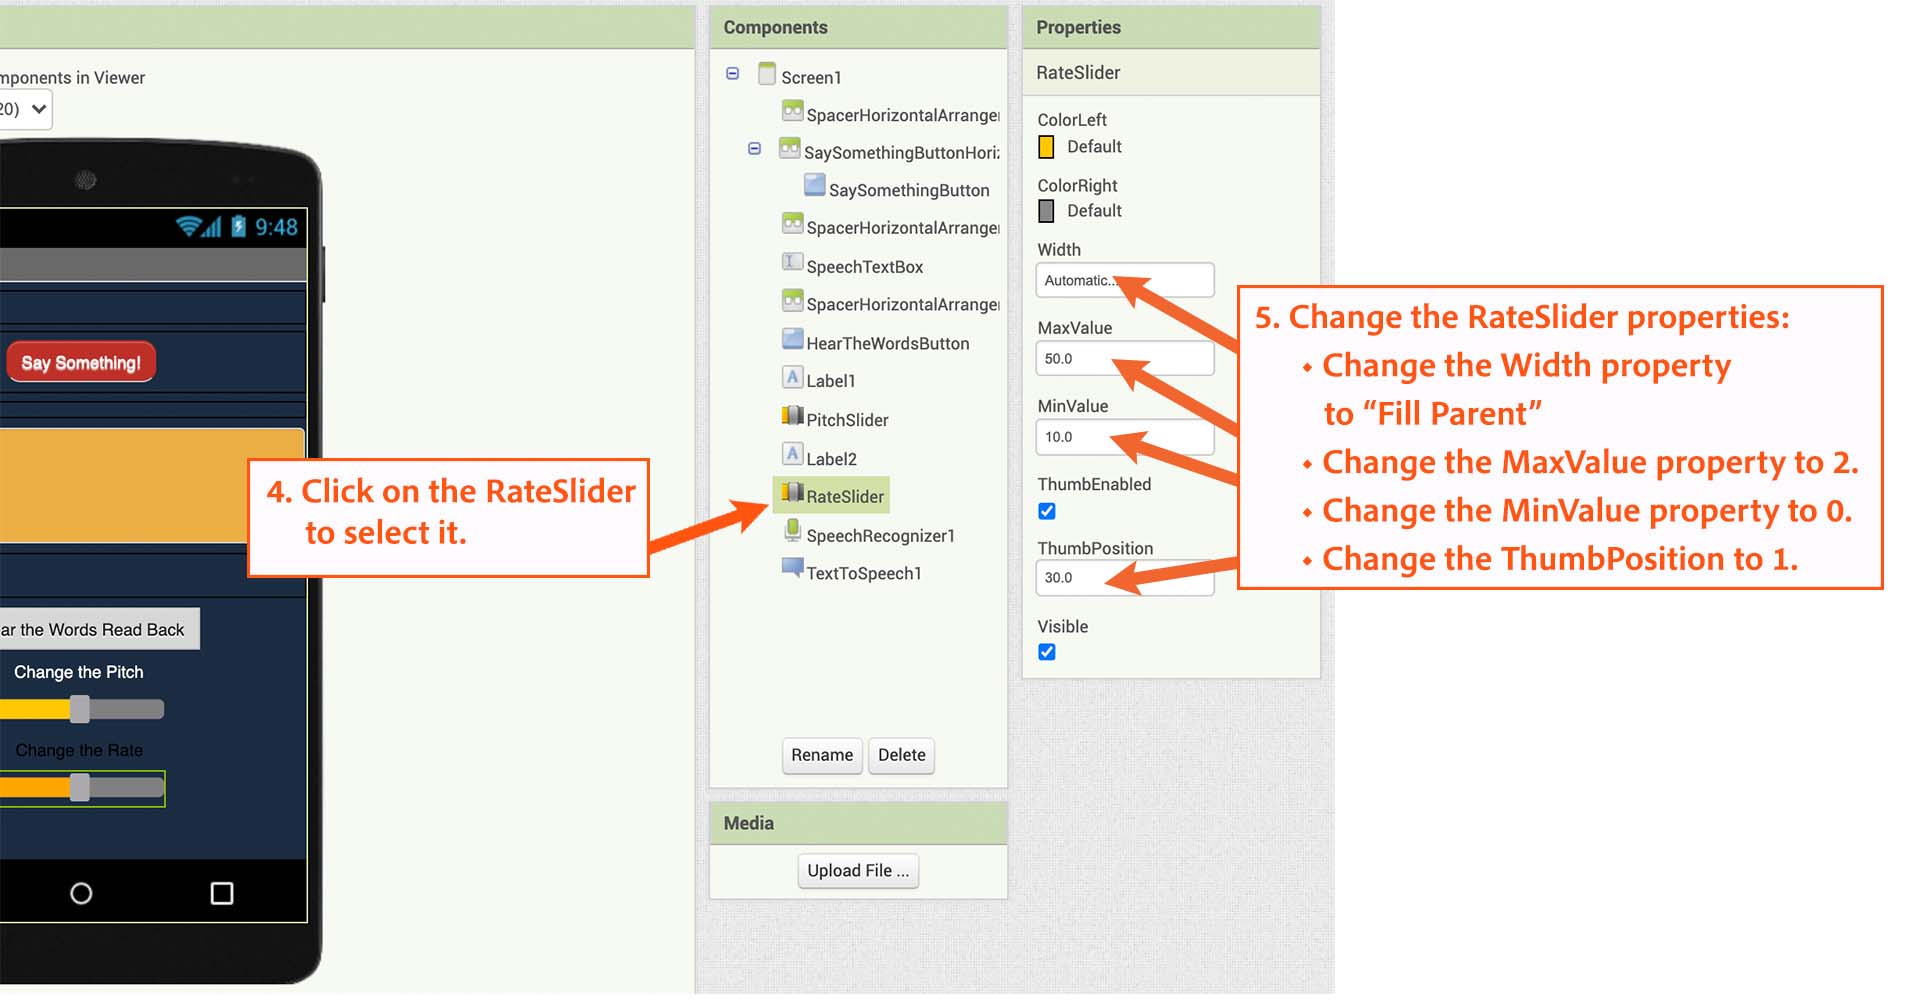 mponents in Viewer
20)
9:48
Say Something!
ar the Words Read Back
Change the Pitch
Change the Rate
4. Click on the RateSlider
to select it.
Components
Screen1
SpacerHorizontalArranger
SaySomethingButtonHoriz
SaySomethingButton
SpacerHorizontalArranger
SpeechTextBox
SpacerHorizontalArranger
HearTheWordsButton
A Label1
PitchSlider
A Label2
RateSlider
SpeechRecognizer1
TextToSpeech1
Rename Delete
Media
Upload File ...
Properties
RateSlider
ColorLeft
Default
ColorRight
Default
Width
Automatic...
MaxValue
50.0
MinValue
10.0
ThumbEnabled
ThumbPosition
30.0
Visible
5. Change the RateSlider properties:
• Change the Width property
to “Fill Parent”
• Change the MaxValue property to 2.
• Change the MinValue property to 0.
• Change the ThumbPosition to 1.